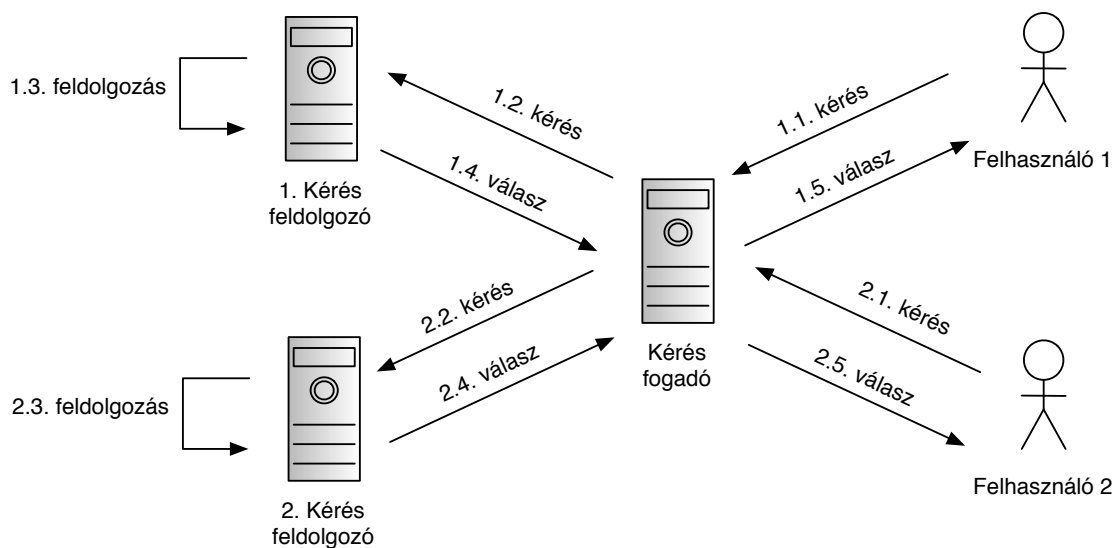 1.3. feldolgozás
1.2. kérés
1.1. kérés
1.4. válasz
1.5. válasz
Felhasználó 1
1. Kérés
feldolgozó
2.2. kérés
2.1. kérés
2.4. válasz
Kérés
fogadó
2.5. válasz
2.3. feldolgozás
Felhasználó 2
2. Kérés
feldolgozó